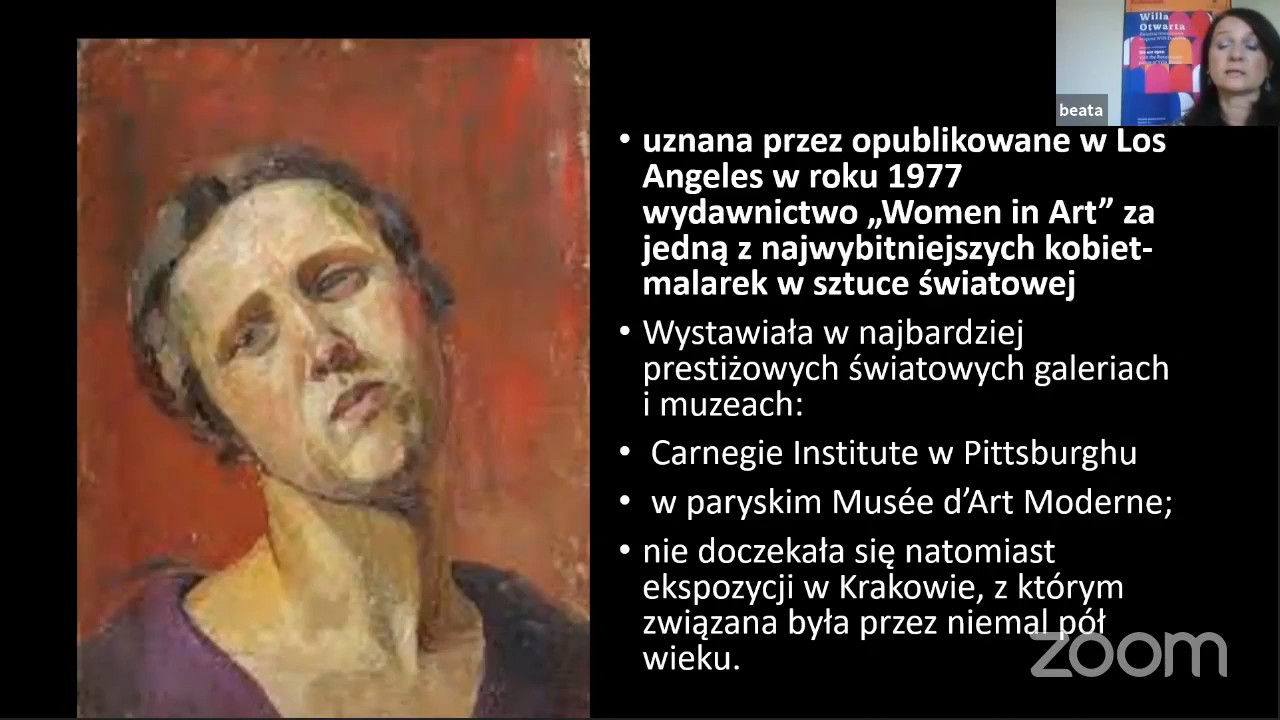 Willa
Otwarta
beata
• uznana przez opublikowane w Los
Angeles w roku 1977
wydawnictwo „Women in Art” za
jedną z najwybitniejszych kobiet-
malarek w sztuce światowej
• Wystawiała w najbardziej
prestiżowych światowych galeriach
i muzeach:
• Carnegie Institute w Pittsburghu
• w paryskim Musée d’Art Moderne;
• nie doczekała się natomiast
ekspozycji w Krakowie, z którym
związana była przez niemal pół
wieku.
zoom